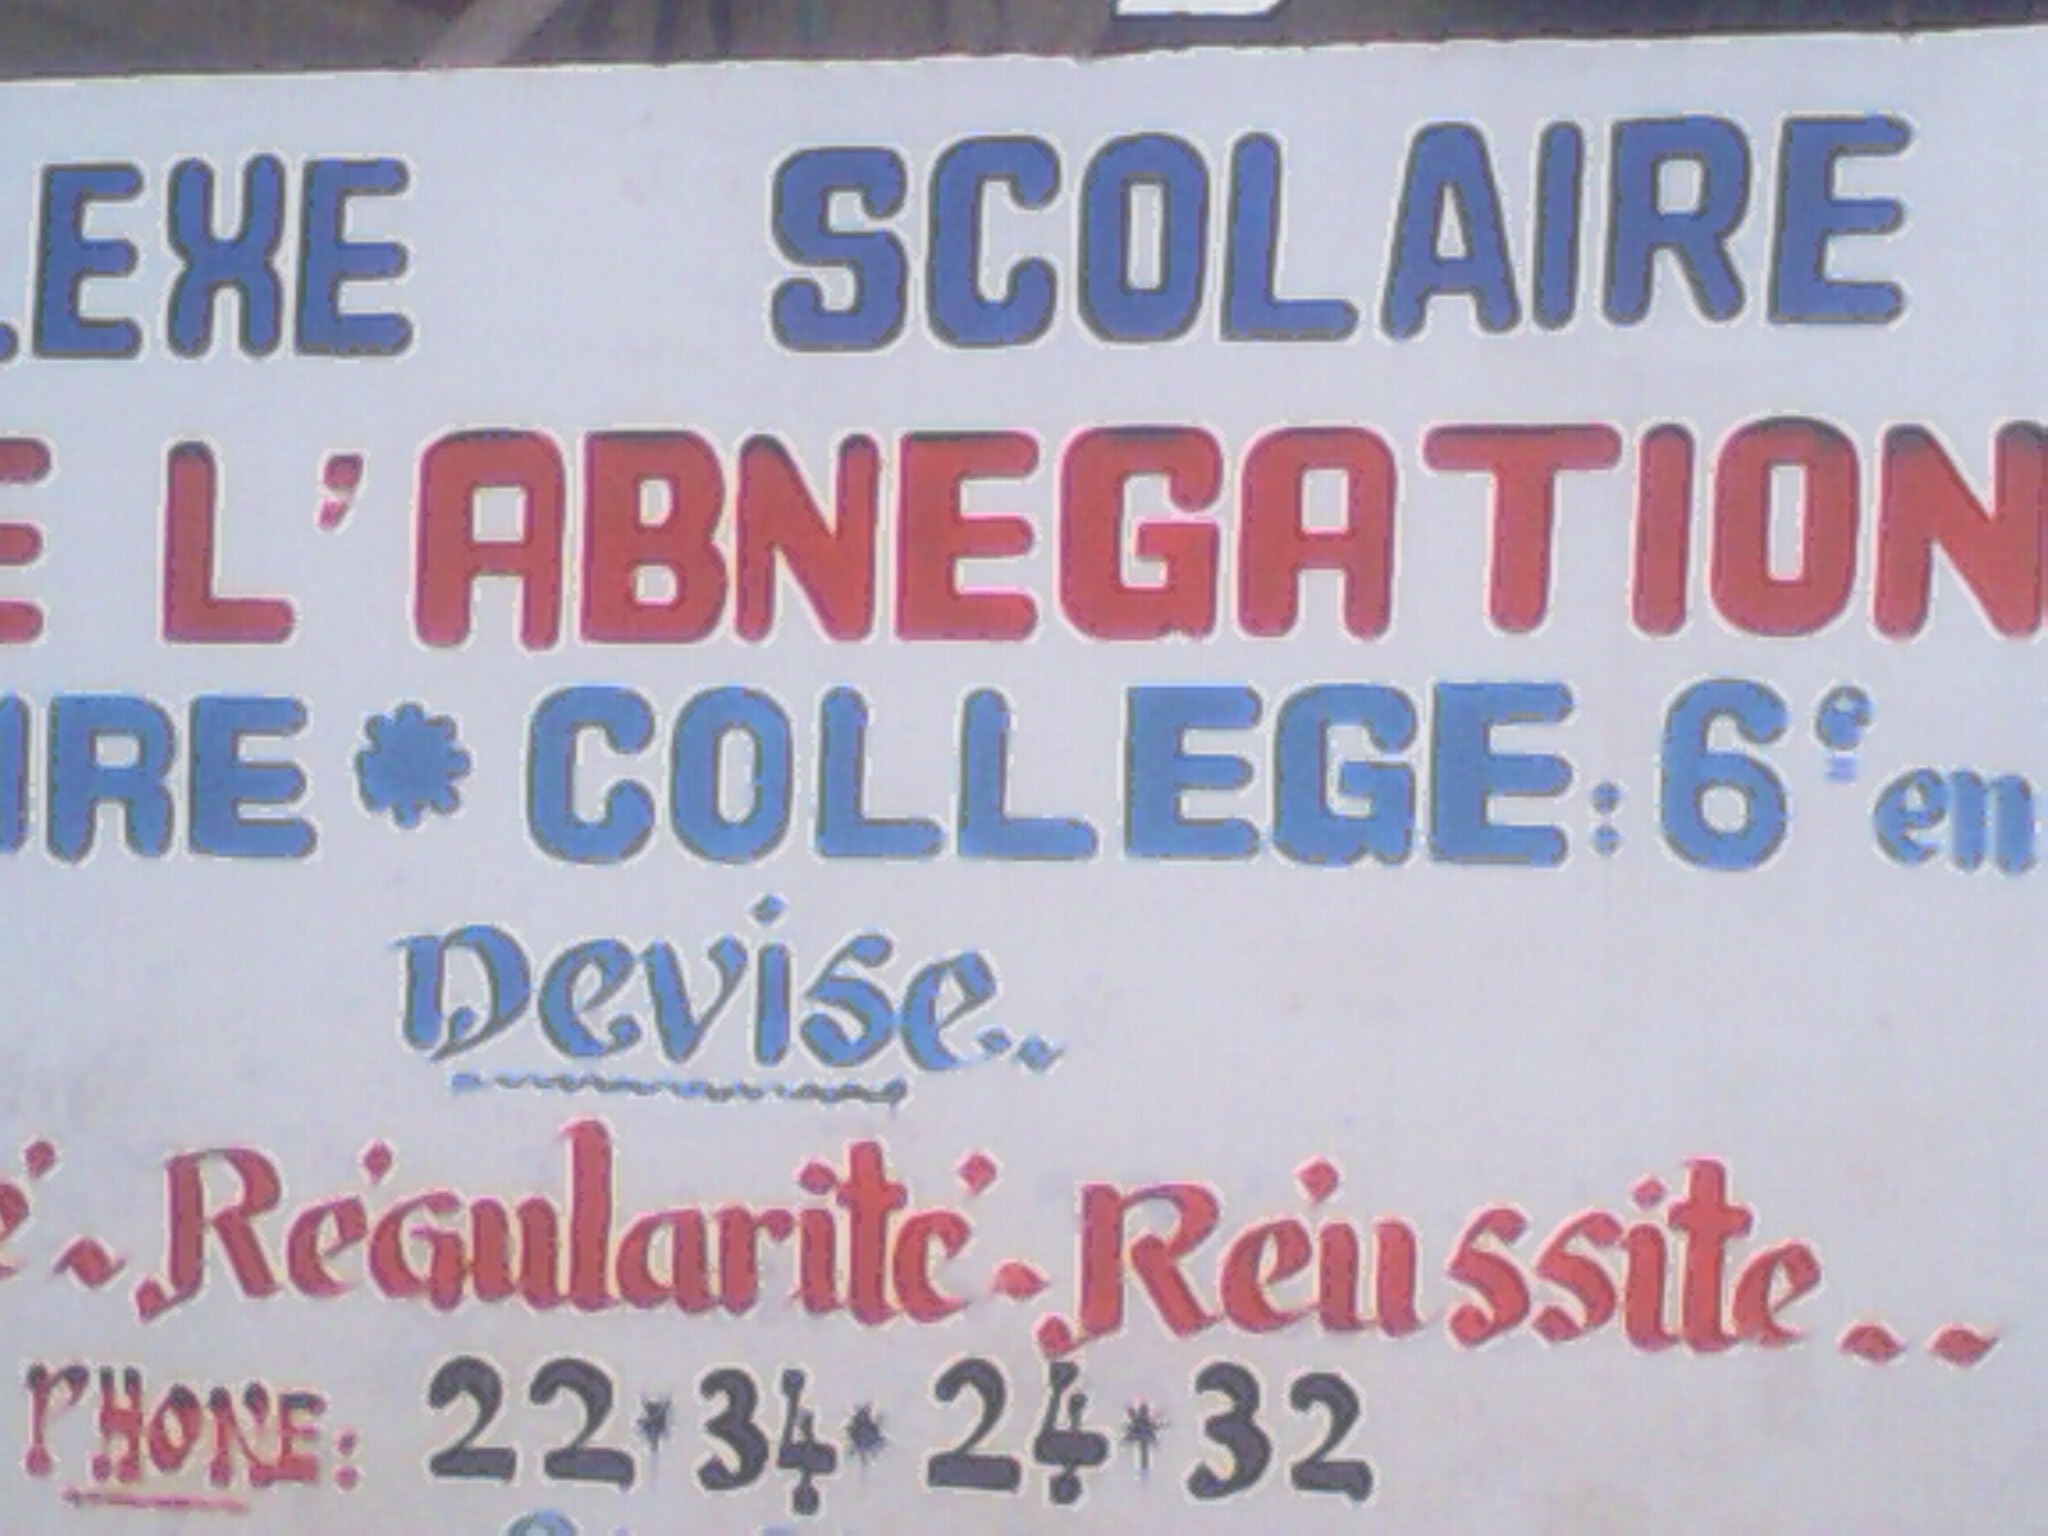 LEXE SCOLAIRE
E L'ABNEGATION
IRE * COLLEGE: 6e en
Devise..
é - Régularité - Réussite..
PHONE: 22*34*24*32